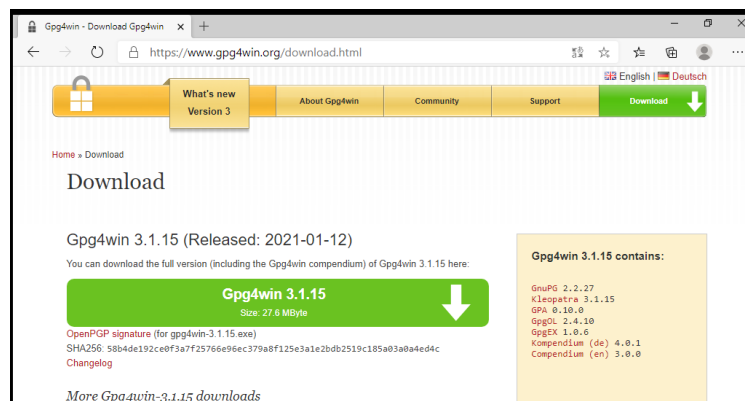 Gpg4win - Download Gpg4win
https://www.gpg4win.org/download.html
English | Deutsch
What's new
Version 3
About Gpg4win
Community
Support
Download
Home » Download
Download
Gpg4win 3.1.15 (Released: 2021-01-12)
You can download the full version (including the Gpg4win compendium) of Gpg4win 3.1.15 here:
Gpg4win 3.1.15
Size: 27.6 MByte
OpenPGP signature (for gpg4win-3.1.15.exe)
SHA256: 58b4de192ce0f3a7f25766e96ec379a8f125e3a1e2bdb2519c185a03a0a4ed4c
Changelog
More Gpg4win-3.1.15 downloads
Gpg4win 3.1.15 contains:
GnuPG 2.2.27
Kleopatra 3.1.15
GPA 0.10.0
GpgOL 2.4.10
GpgEX 1.0.6
Kompendium (de) 4.0.1
Compendium (en) 3.0.0